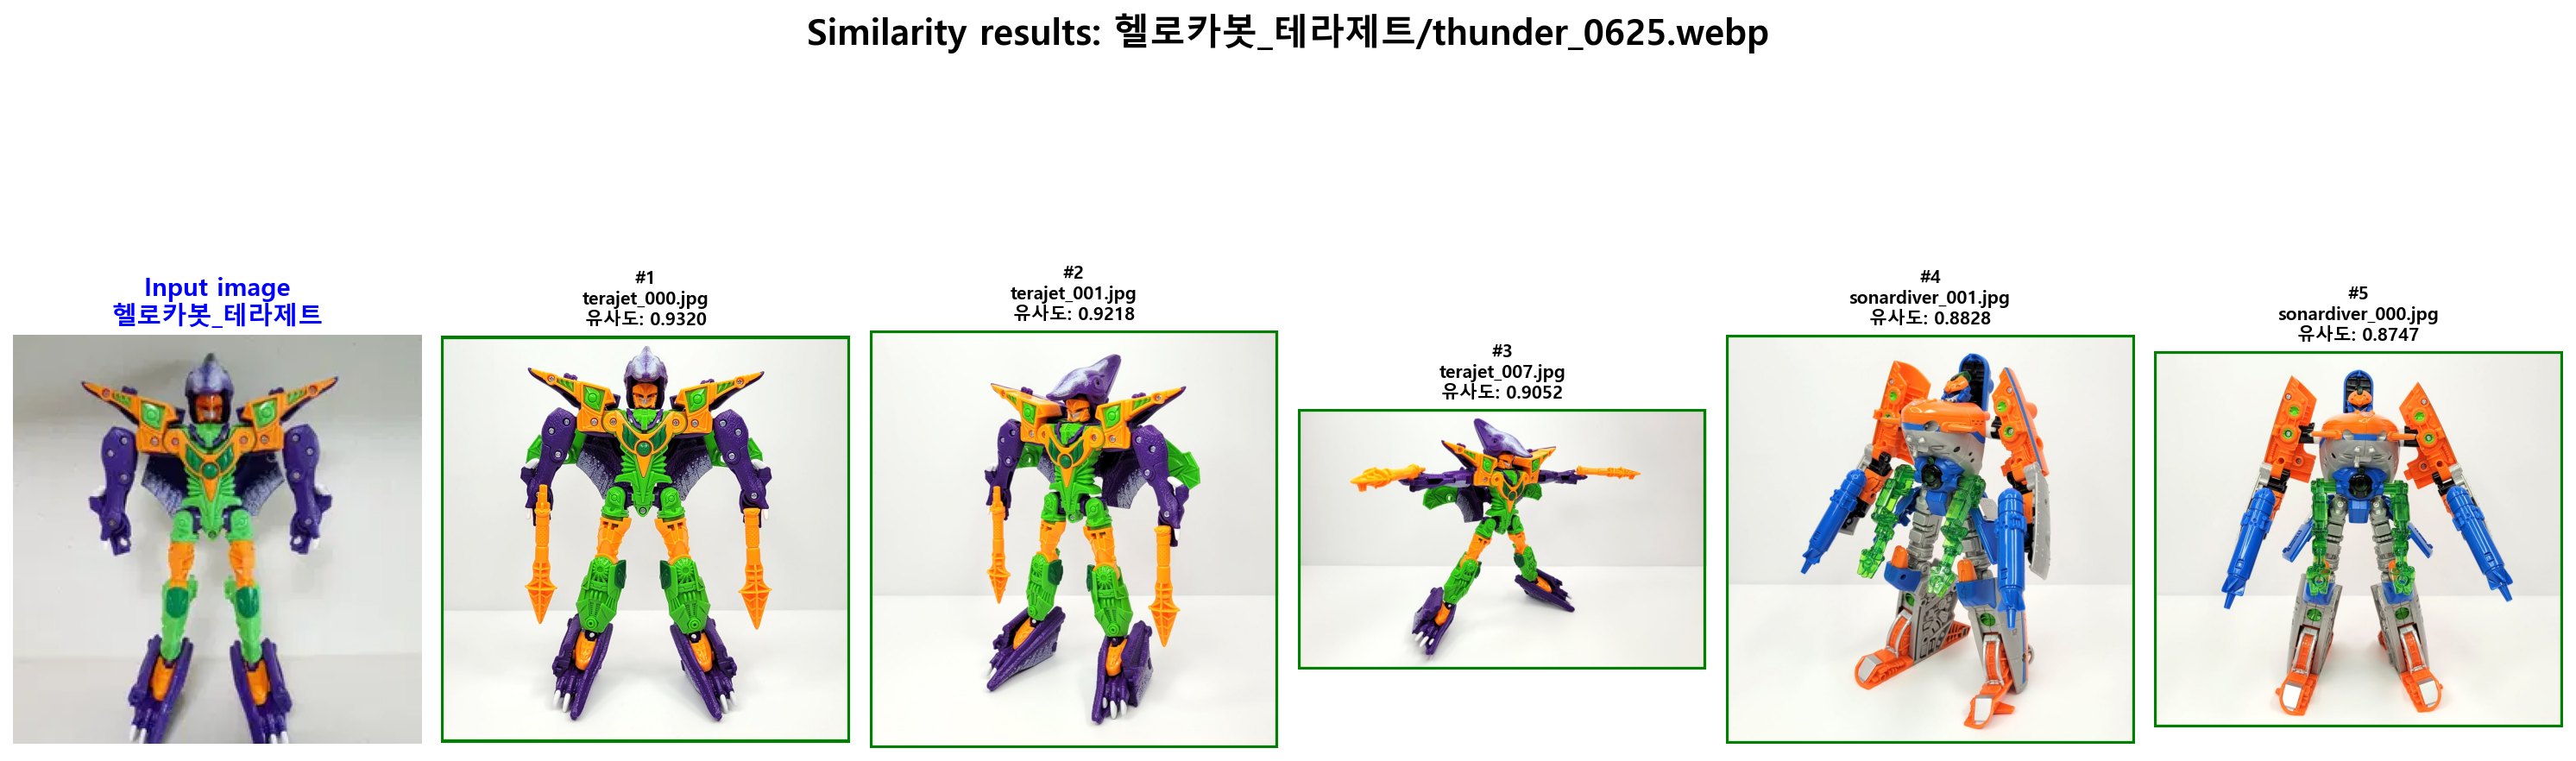 Similarity results: 헬로카봇_테라제트/thunder_0625.webp
Input image
헬로카봇_테라제트
#1
terajet_000.jpg
유사도: 0.9320
#2
terajet_001.jpg
유사도: 0.9218
#3
terajet_007.jpg
유사도: 0.9052
#4
sonardiver_001.jpg
유사도: 0.8828
#5
sonardiver_000.jpg
유사도: 0.8747